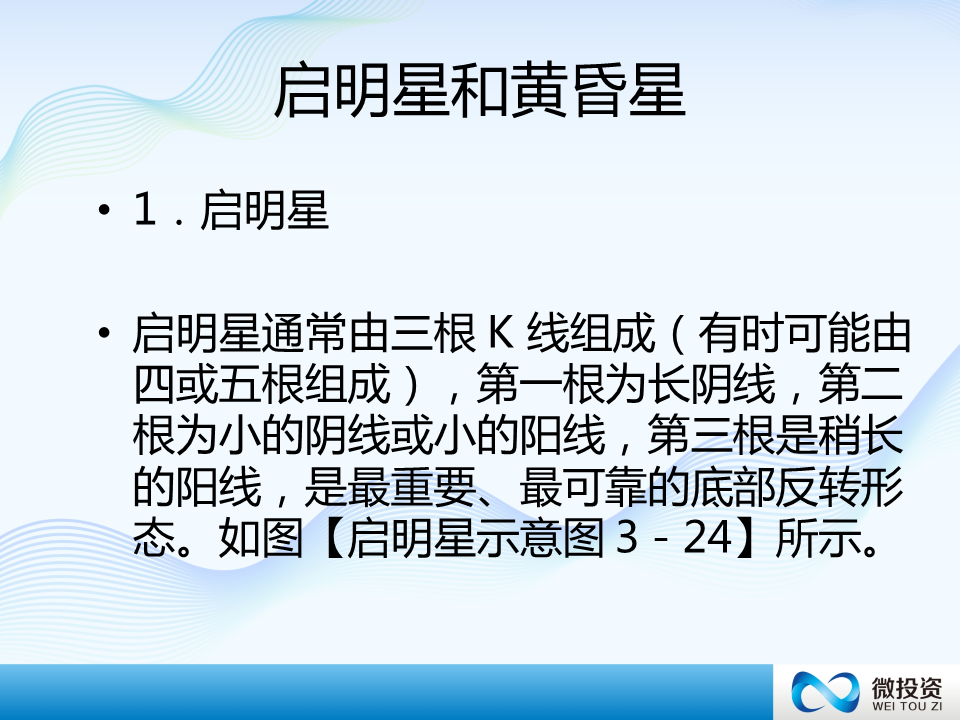 启明星和黄昏星
• 1．启明星
• 启明星通常由三根 K 线组成（有时可能由
四或五根组成），第一根为长阴线，第二
根为小的阴线或小的阳线，第三根是稍长
的阳线，是最重要、最可靠的底部反转形
态。如图【启明星示意图 3－24】所示。
微投资
WEI TOU ZI